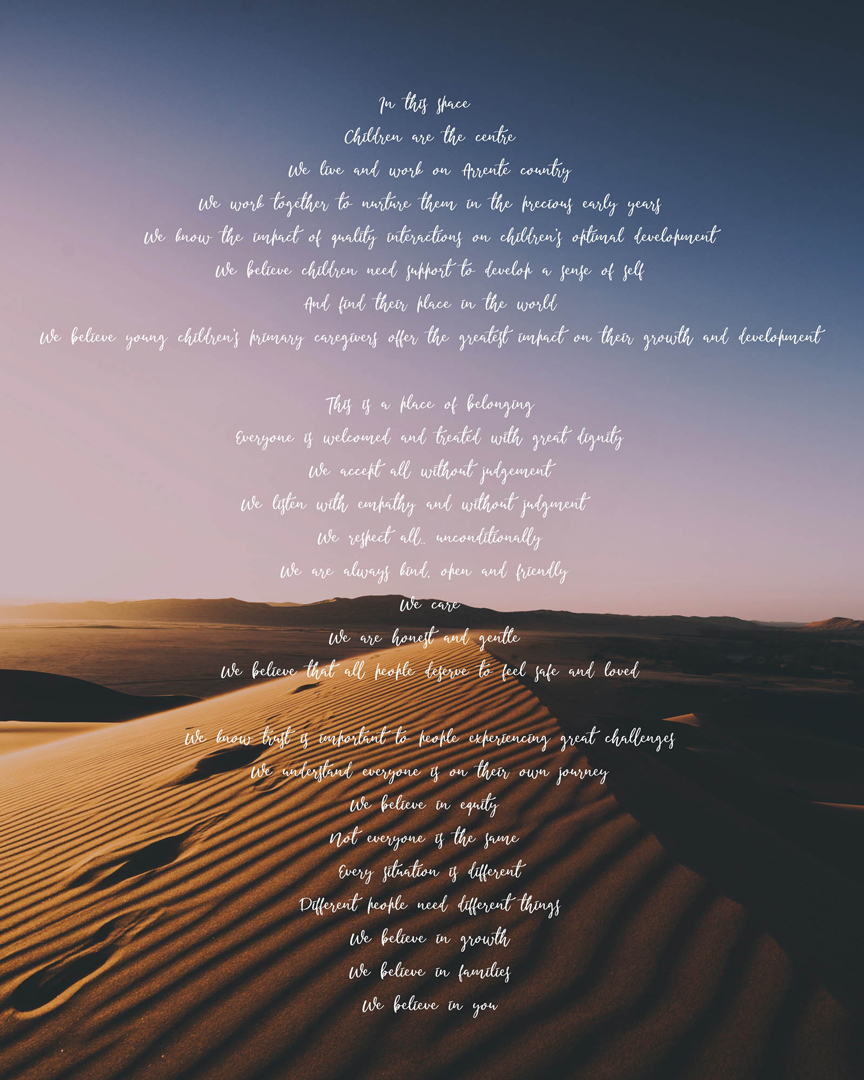 In this space
Children are the centre
We live and work on Arrente country
We work together to nurture them in the precious early years
We know the impact of quality interactions on children's optimal development
We believe children need support to develop a sense of self
And find their place in the world
We believe young children's primary caregivers offer the greatest impact on their growth and development
This is a place of belonging
Everyone is welcomed and treated with great dignity
We accept all without judgement
We listen with empathy and without judgment
We respect all.. unconditionally
We are always kind, open and friendly
We care
We are honest and gentle
We believe that all people deserve to feel safe and loved
We know trust is important to people experiencing great challenges
We understand everyone is on their own journey
We believe in equity
Not everyone is the same
Every situation is different
Different people need different things
We believe in growth
We believe in families
We believe in you